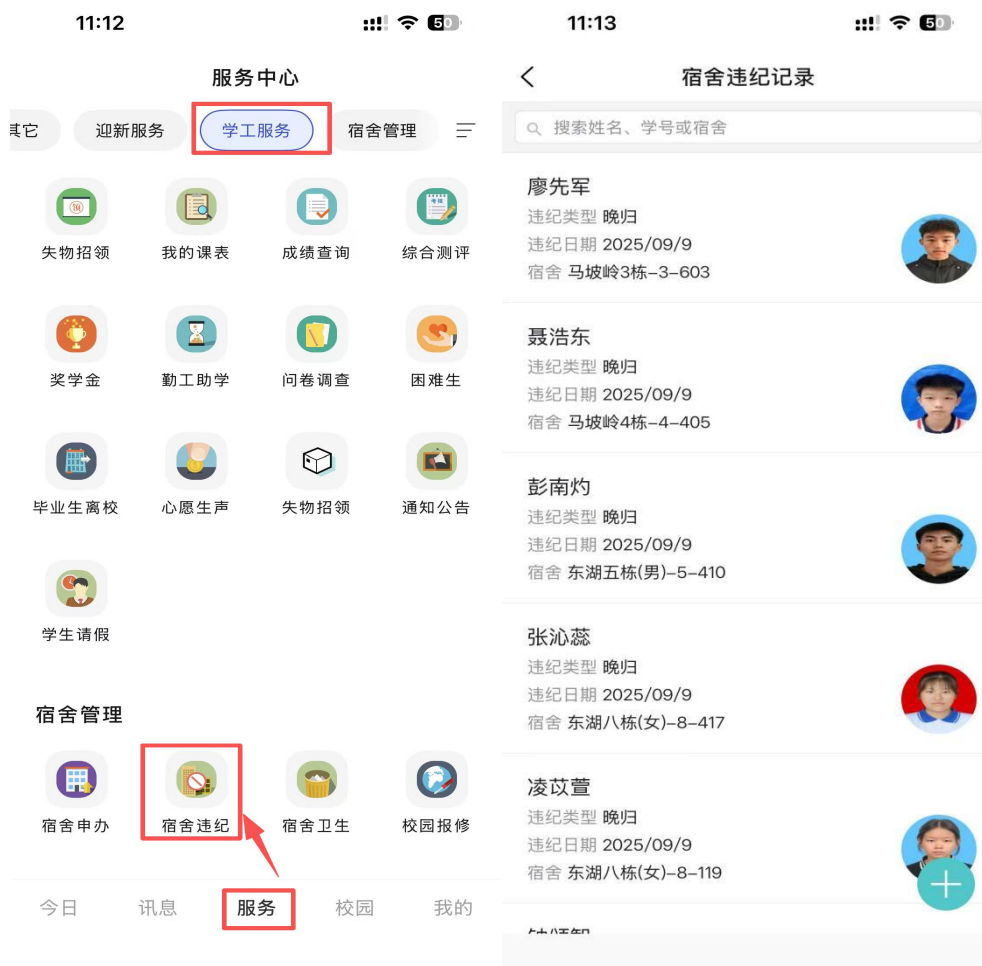 11:12
50
服务中心
其它
迎新服务
学工服务
宿舍管理
失物招领
我的课表
成绩查询
综合测评
奖学金
勤工助学
问卷调查
困难生
毕业生离校
心愿生声
失物招领
通知公告
学生请假
宿舍管理
宿舍申办
宿舍违纪
宿舍卫生
校园报修
今日
讯息
服务
校园
我的
11:13
50
宿舍违纪记录
搜索姓名、学号或宿舍
廖先军
违纪类型 晚归
违纪日期 2025/09/9
宿舍 马坡岭3栋-3-603
聂浩东
违纪类型 晚归
违纪日期 2025/09/9
宿舍 马坡岭4栋-4-405
彭南灼
违纪类型 晚归
违纪日期 2025/09/9
宿舍 东湖五栋(男)-5-410
张沁蕊
违纪类型 晚归
违纪日期 2025/09/9
宿舍 东湖八栋(女)-8-417
凌苡萱
违纪类型 晚归
违纪日期 2025/09/9
宿舍 东湖八栋(女)-8-119